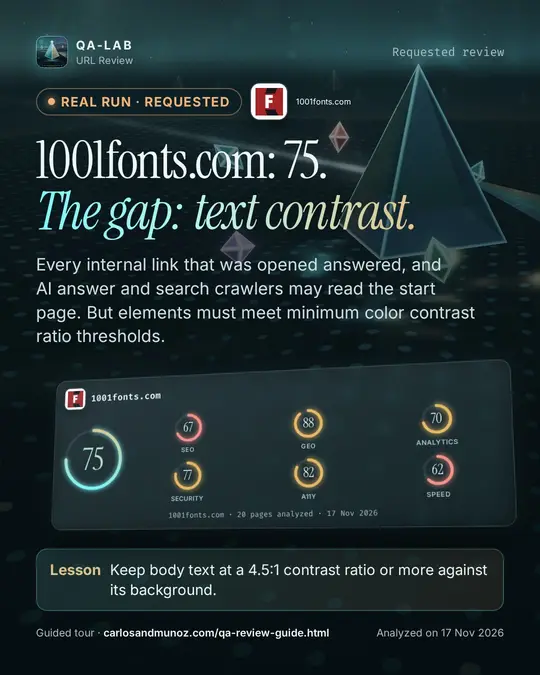 QA-LAB
URL Review
Requested review
REAL RUN · REQUESTED
F
1001fonts.com
1001fonts.com: 75.
The gap: text contrast.
Every internal link that was opened answered, and
AI answer and search crawlers may read the start
page. But elements must meet minimum color contrast
ratio thresholds.
F
1001fonts.com
75
67
SEO
88
GEO
70
ANALYTICS
77
SECURITY
82
A11Y
62
SPEED
1001fonts.com · 20 pages analyzed · 17 Nov 2026
Lesson Keep body text at a 4.5:1 contrast ratio or more against
its background.
Guided tour · carlosandmunoz.com/qa-review-guide.html
Analyzed on 17 Nov 2026